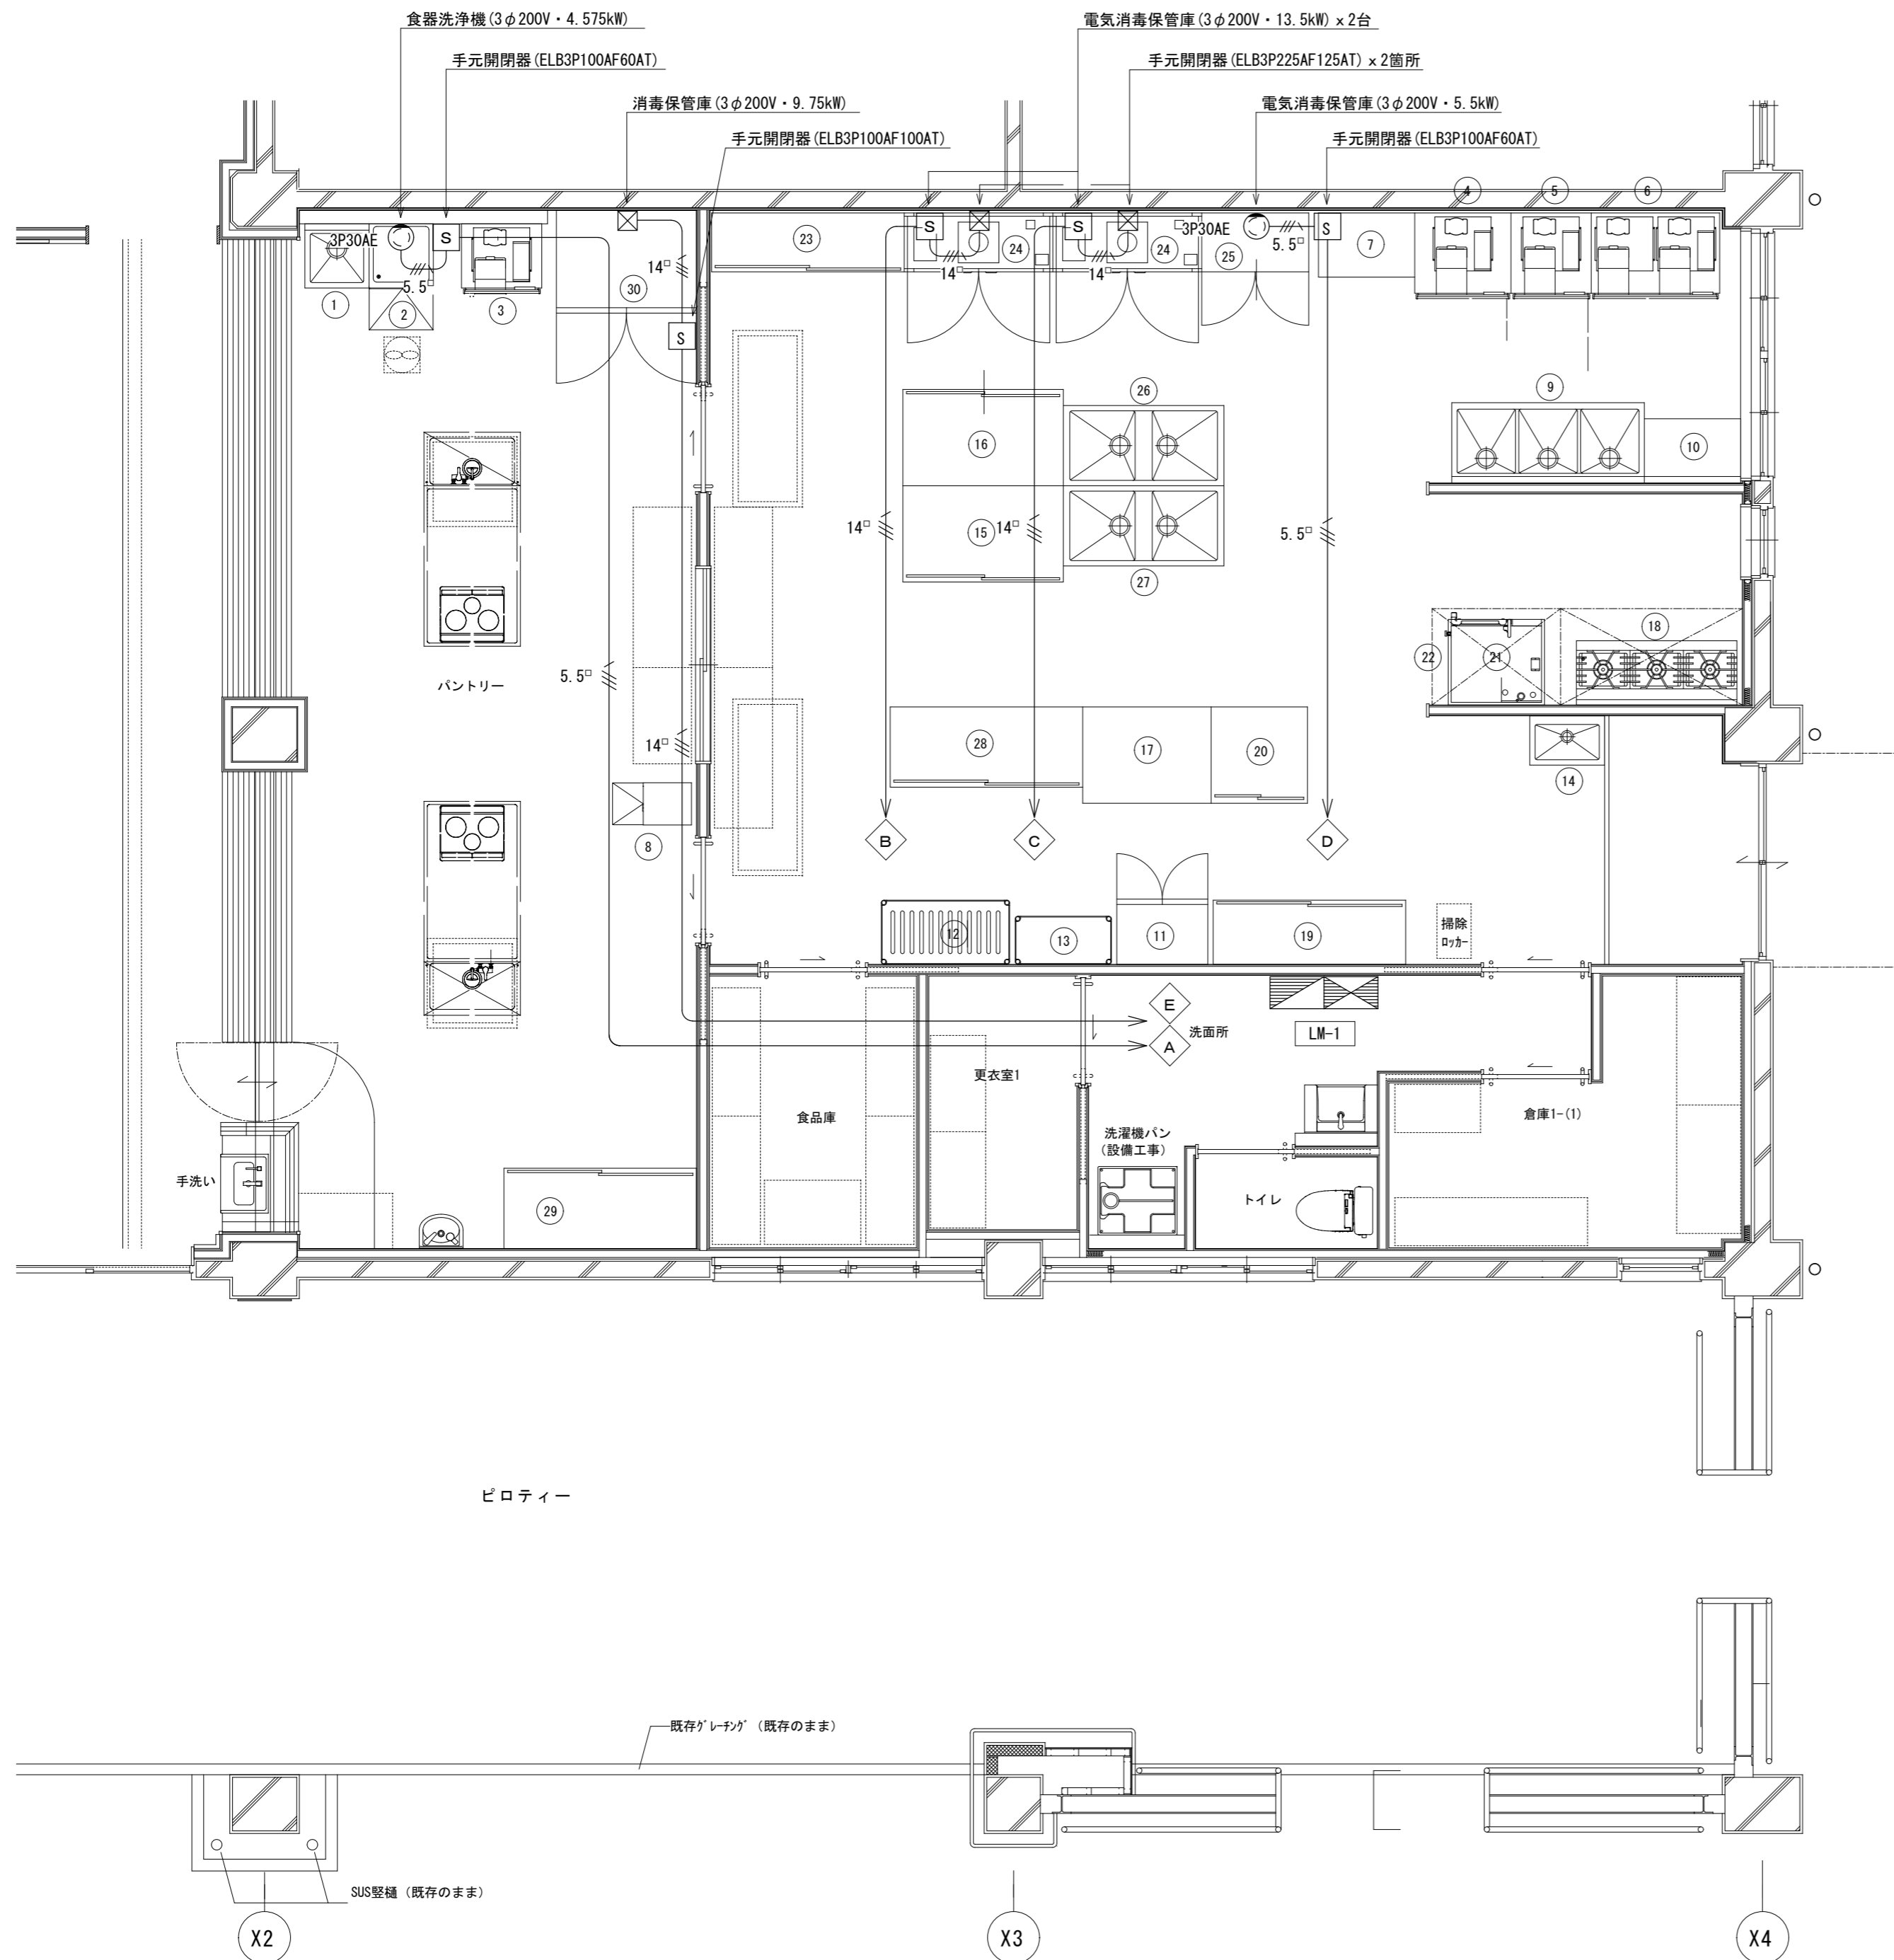 食器洗浄機(3φ200V・4.575kW)
電気消毒保管庫(3φ200V・13.5kW) x 2台
手元開閉器(ELB3P100AF60AT)
手元開閉器(ELB3P225AF125AT) x 2箇所
消毒保管庫(3φ200V・9.75kW)
電気消毒保管庫(3φ200V・5.5kW)
手元開閉器(ELB3P100AF100AT)
手元開閉器(ELB3P100AF60AT)
4
5
6
3P30AE
S
S
S
3P30AE
S
23
24
24
25
5.5□
7
14□
14□
14□
5.5□
1
2
3
30
S
9
26
16
10
14□
15
14□
5.5□
27
18
22
21
5.5□
パントリー
14□
28
17
20
14
8
B
C
D
12
13
11
19
掃除
ロッカー
E
洗面所
LM-1
A
更衣室1
食品庫
倉庫1-(1)
洗濯機パン
(設備工事)
手洗い
トイレ
29
ピロティー
既存グレーチング (既存のまま)
SUS竪樋 (既存のまま)
X2
X3
X4